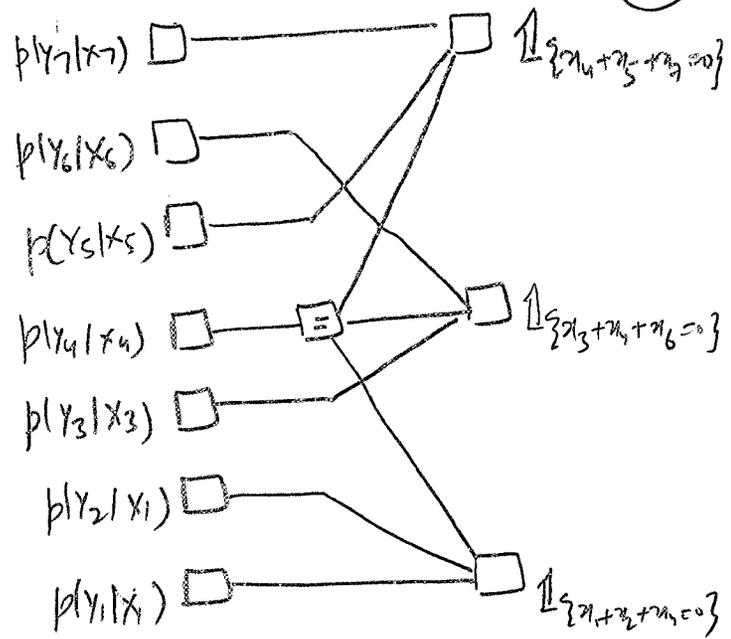 p(y₇|x₇)
𝟙{x₄+x₅+x₇=0}
p(y₆|x₆)
p(y₅|x₅)
=
p(y₄|x₄)
𝟙{x₃+x₄+x₆=0}
p(y₃|x₃)
p(y₂|x₁)
p(y₁|x₁)
𝟙{x₁+x₂+x₄=0}